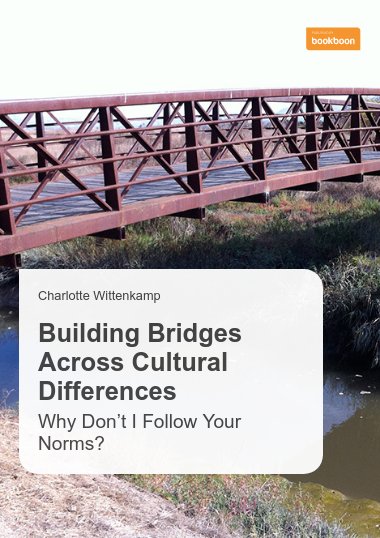 bookboon
Charlotte Wittenkamp
Building Bridges
Across Cultural
Differences
Why Don't I Follow Your
Norms?